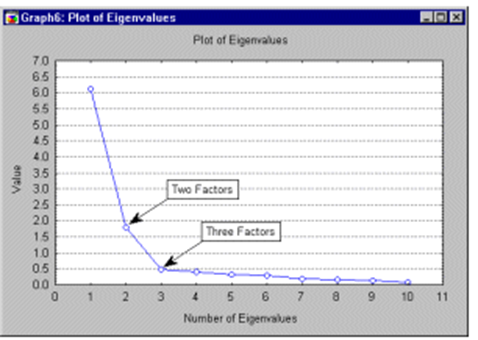 Graph6: Plot of Eigenvalues
Plot of Eigenvalues
7.0
6.5
6.0
5.5
5.0
4.5
4.0
3.5
3.0
2.5
2.0
1.5
1.0
0.5
0.0
Value
Two Factors
Three Factors
0 1 2 3 4 5 6 7 8 9 10 11
Number of Eigenvalues